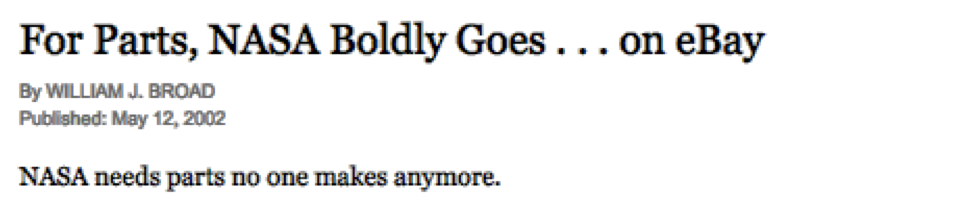 For Parts, NASA Boldly Goes . . . on eBay
By WILLIAM J. BROAD
Published: May 12, 2002
NASA needs parts no one makes anymore.